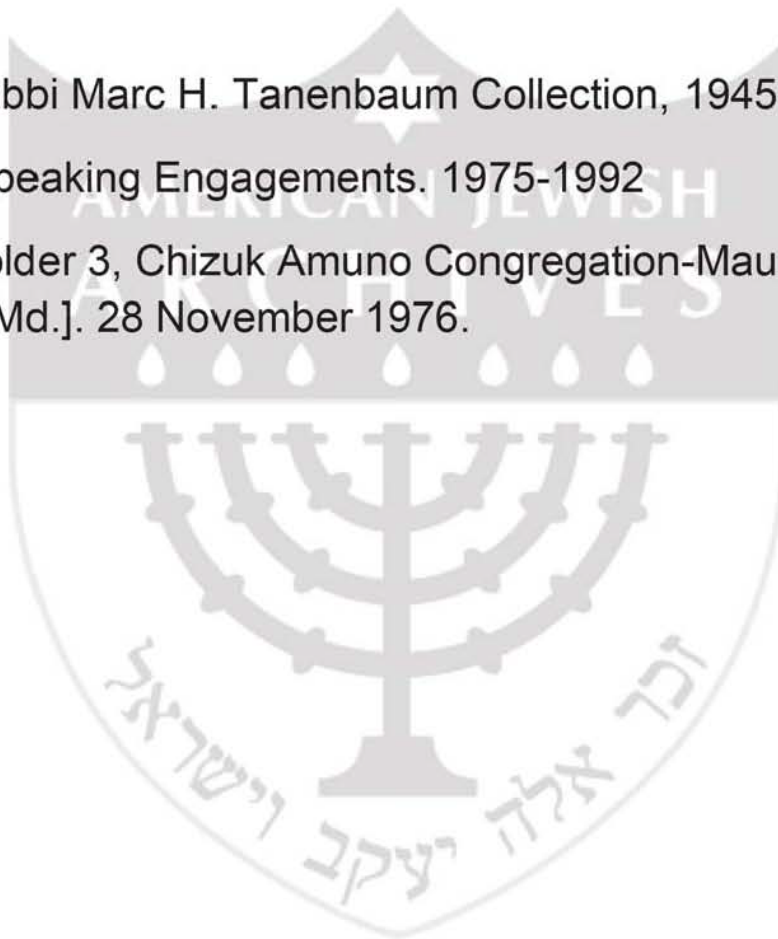 bbi Marc H. Tanenbaum Collection, 1945
peaking Engagements. 1975-1992
AMERICAN JEWISH
older 3, Chizuk Amuno Congregation-Mau
ARCHIVES
Md.]. 28 November 1976.
זכר אלה יעקב וישראל